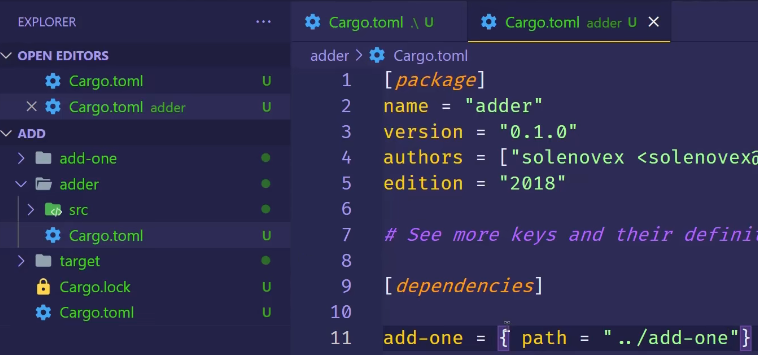 EXPLORER ...
OPEN EDITORS
Cargo.toml U
Cargo.toml adder U
ADD
add-one
adder
src
Cargo.toml U
target
Cargo.lock U
Cargo.toml U
Cargo.toml .\ U
Cargo.toml adder U
adder > Cargo.toml
1 [package]
2 name = "adder"
3 version = "0.1.0"
4 authors = ["solenovex <solenovex@
5 edition = "2018"
6
7 # See more keys and their definit
8
9 [dependencies]
10
11 add-one = { path = "../add-one"}